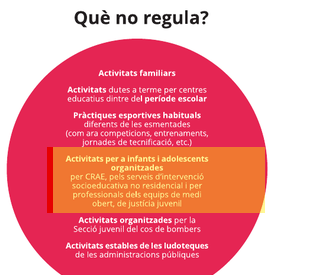 Què no regula?
Activitats familiars
Activitats dutes a terme per centres
educatius dintre del període escolar
Pràctiques esportives habituals
diferents de les esmentades
(com ara competicions, entrenaments,
jornades de tecnificació, etc.)
Activitats per a infants i adolescents
organitzades
per CRAE, pels serveis d'intervenció
socioeducativa no residencial i per
professionals dels equips de medi
obert, de justícia juvenil
Activitats organitzades per la
Secció juvenil del cos de bombers
Activitats estables de les ludoteques
de les administracions públiques